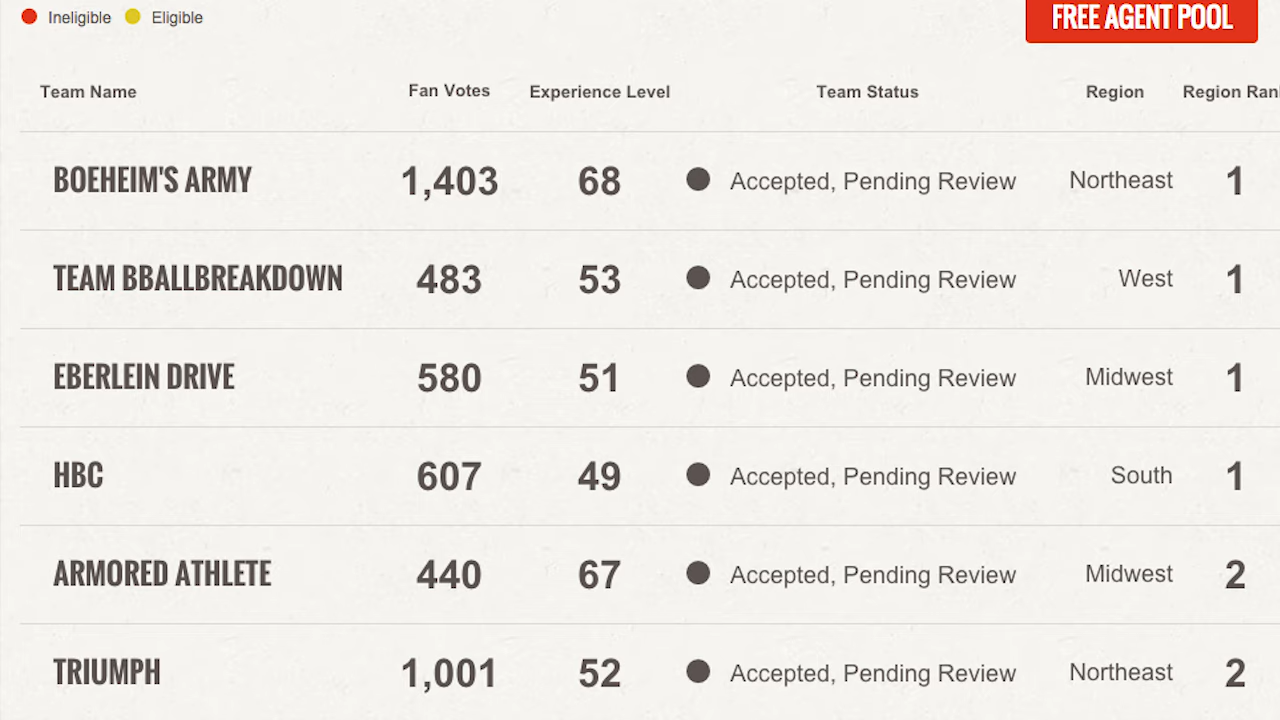 Ineligible Eligible FREE AGENT POOL
Team Name Fan Votes Experience Level Team Status Region Region Ran
BOEHEIM'S ARMY 1,403 68 Accepted, Pending Review Northeast 1
TEAM BBALLBREAKDOWN 483 53 Accepted, Pending Review West 1
EBERLEIN DRIVE 580 51 Accepted, Pending Review Midwest 1
HBC 607 49 Accepted, Pending Review South 1
ARMORED ATHLETE 440 67 Accepted, Pending Review Midwest 2
TRIUMPH 1,001 52 Accepted, Pending Review Northeast 2